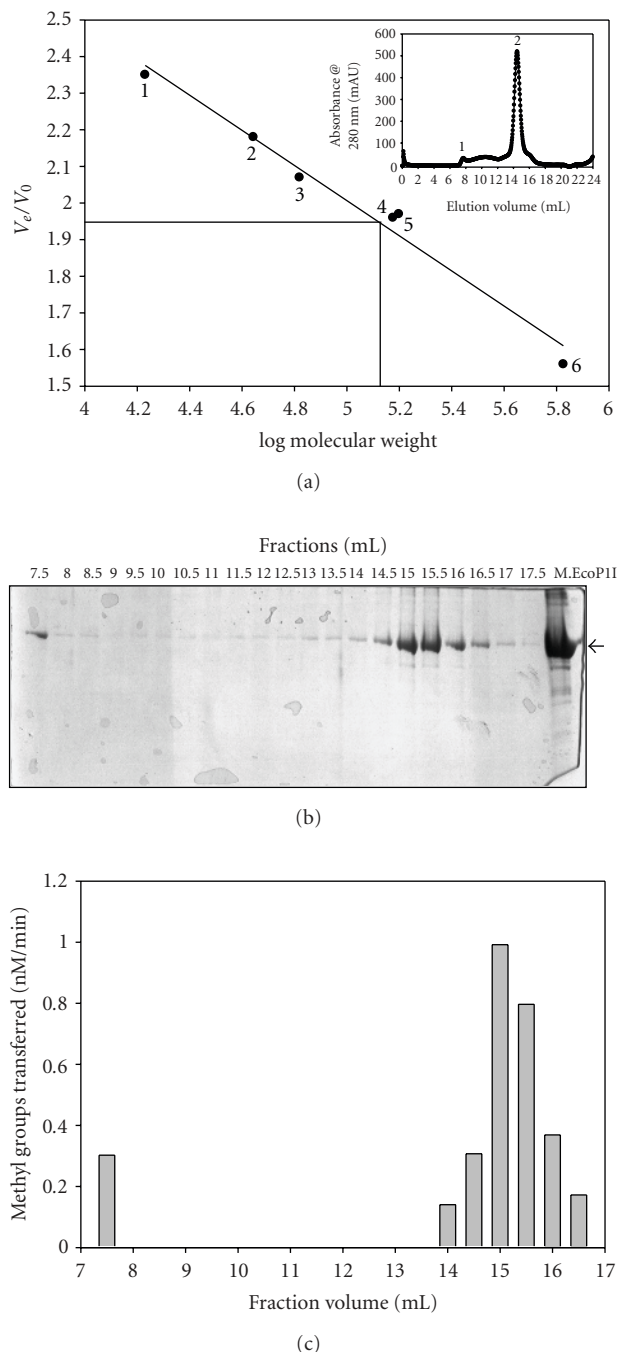 2.5
2.4
2.3
2.2
2.1
2
1.9
1.8
1.7
1.6
1.5
Ve/V0
1
2
3
4
5
6
4 4.2 4.4 4.6 4.8 5 5.2 5.4 5.6 5.8 6
log molecular weight
600
500
400
300
200
100
0
Absorbance @
280 nm (mAU)
2
1
0 2 4 6 8 10 12 14 16 18 20 22 24
Elution volume (mL)
(a)
Fractions (mL)
7.5 8 8.5 9 9.5 10 10.5 11 11.5 12 12.5 13 13.5 14 14.5 15 15.5 16 16.5 17 17.5 M.EcoP1I
(b)
1.2
1
0.8
0.6
0.4
0.2
0
Methyl groups transferred (nM/min)
7 8 9 10 11 12 13 14 15 16 17
Fraction volume (mL)
(c)